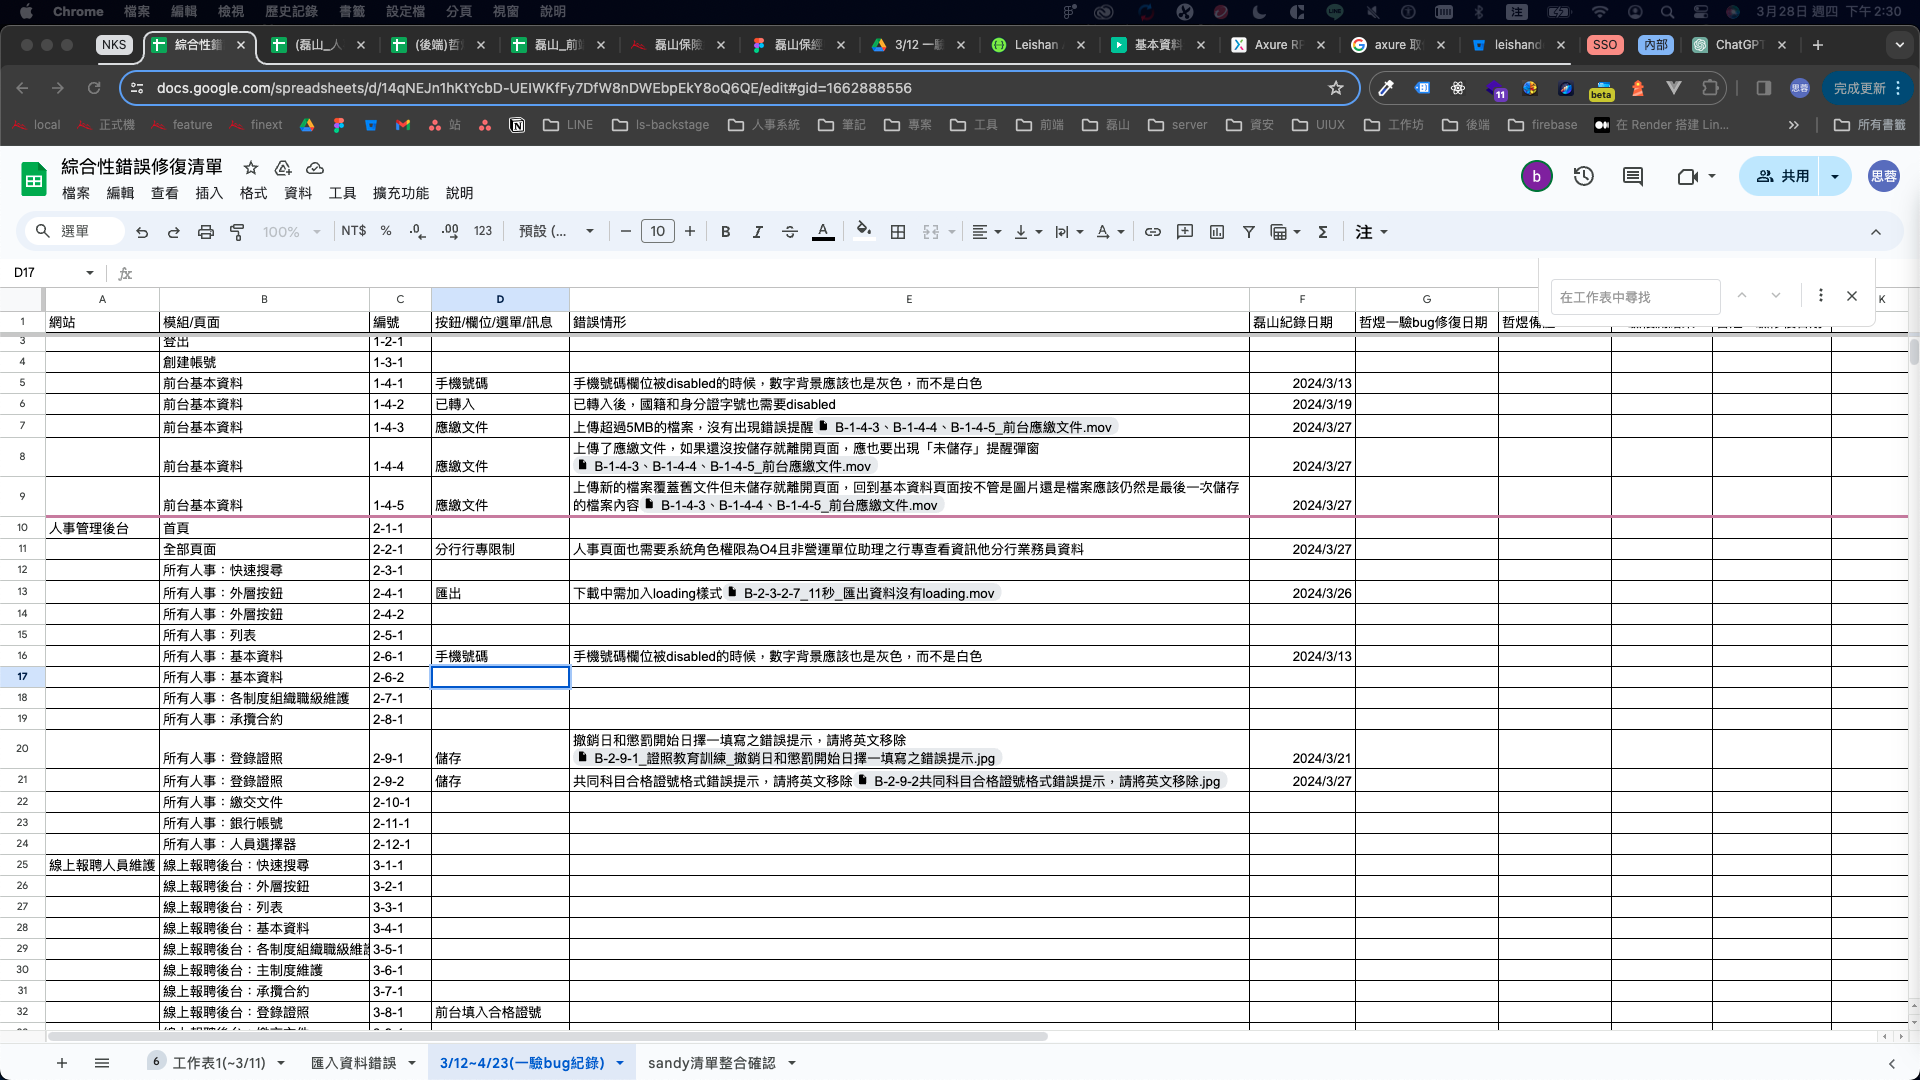 Chrome 檔案 編輯 檢視 歷史記錄 書籤 設定檔 分頁 視窗 說明 注 3月28日 週四 下午 2:30
NKS 綜合性錯 (磊山_人 (後端)哲 磊山_前 磊山保險 磊山保經 3/12 一驗 Leishan 基本資料 Axure RF axure 取 leishand SSO 內部 ChatGPT
docs.google.com/spreadsheets/d/14qNEJn1hKtYcbD-UEIWKfFy7DfW8nDWEbpEkY8oQ6QE/edit#gid=1662888556 11 beta 思蓉 完成更新
local 正式機 feature finext 站 LINE ls-backstage 人事系統 筆記 專案 工具 前端 磊山 server 資安 UIUX 工作坊 後端 firebase 在 Render 搭建 Lin... 所有書籤
綜合性錯誤修復清單
檔案 編輯 查看 插入 格式 資料 工具 擴充功能 說明 b 共用 思蓉
選單 100% NT$ % .0 .00 123 預設 (... 10 B I A 注
D17 fx 在工作表中尋找
A B C D E F G K
1 網站 模組/頁面 編號 按鈕/欄位/選單/訊息 錯誤情形 磊山紀錄日期 哲煜一驗bug修復日期
3 登出 1-2-1
4 創建帳號 1-3-1
5 前台基本資料 1-4-1 手機號碼 手機號碼欄位被disabled的時候，數字背景應該也是灰色，而不是白色 2024/3/13
6 前台基本資料 1-4-2 已轉入 已轉入後，國籍和身分證字號也需要disabled 2024/3/19
7 前台基本資料 1-4-3 應繳文件 上傳超過5MB的檔案，沒有出現錯誤提醒 B-1-4-3、B-1-4-4、B-1-4-5_前台應繳文件.mov 2024/3/27
8 前台基本資料 1-4-4 應繳文件 上傳了應繳文件，如果還沒按儲存就離開頁面，應也要出現「未儲存」提醒彈窗
B-1-4-3、B-1-4-4、B-1-4-5_前台應繳文件.mov 2024/3/27
9 前台基本資料 1-4-5 應繳文件 上傳新的檔案覆蓋舊文件但未儲存就離開頁面，回到基本資料頁面按不管是圖片還是檔案應該仍然是最後一次儲存
的檔案內容 B-1-4-3、B-1-4-4、B-1-4-5_前台應繳文件.mov 2024/3/27
10 人事管理後台 首頁 2-1-1
11 全部頁面 2-2-1 分行行專限制 人事頁面也需要系統角色權限為O4且非營運單位助理之行專查看資訊他分行業務員資料 2024/3/27
12 所有人事：快速搜尋 2-3-1
13 所有人事：外層按鈕 2-4-1 匯出 下載中需加入loading樣式 B-2-3-2-7_11秒_匯出資料沒有loading.mov 2024/3/26
14 所有人事：外層按鈕 2-4-2
15 所有人事：列表 2-5-1
16 所有人事：基本資料 2-6-1 手機號碼 手機號碼欄位被disabled的時候，數字背景應該也是灰色，而不是白色 2024/3/13
17 所有人事：基本資料 2-6-2
18 所有人事：各制度組織職級維護 2-7-1
19 所有人事：承攬合約 2-8-1
20 所有人事：登錄證照 2-9-1 儲存 撤銷日和懲罰開始日擇一填寫之錯誤提示，請將英文移除
B-2-9-1_證照教育訓練_撤銷日和懲罰開始日擇一填寫之錯誤提示.jpg 2024/3/21
21 所有人事：登錄證照 2-9-2 儲存 共同科目合格證號格式錯誤提示，請將英文移除 B-2-9-2共同科目合格證號格式錯誤提示，請將英文移除.jpg 2024/3/27
22 所有人事：繳交文件 2-10-1
23 所有人事：銀行帳號 2-11-1
24 所有人事：人員選擇器 2-12-1
25 線上報聘人員維護 線上報聘後台：快速搜尋 3-1-1
26 線上報聘後台：外層按鈕 3-2-1
27 線上報聘後台：列表 3-3-1
28 線上報聘後台：基本資料 3-4-1
29 線上報聘後台：各制度組織職級維 3-5-1
30 線上報聘後台：主制度維護 3-6-1
31 線上報聘後台：承攬合約 3-7-1
32 線上報聘後台：登錄證照 3-8-1 前台填入合格證號
6 工作表1(~3/11) 匯入資料錯誤 3/12~4/23(一驗bug紀錄) sandy清單整合確認